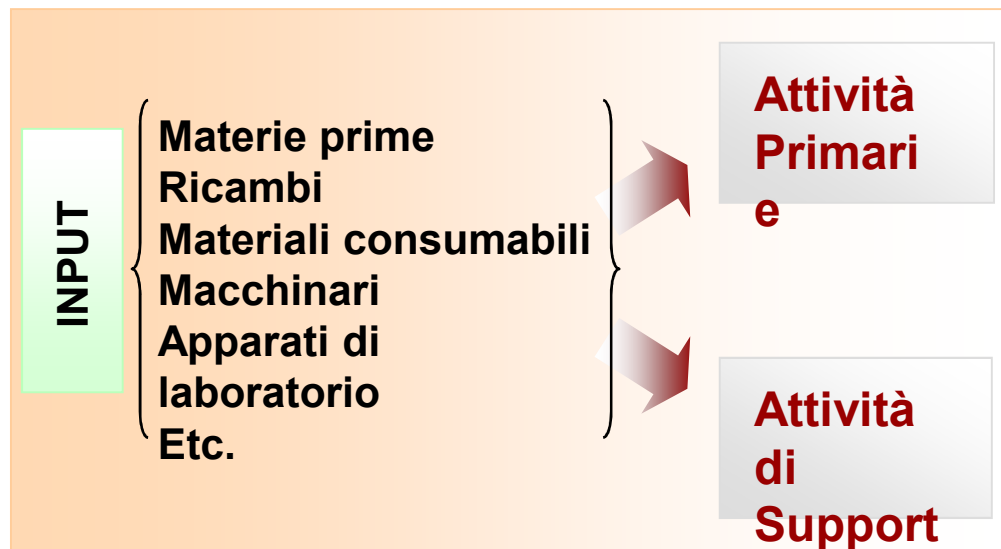 INPUT
Materie prime
Ricambi
Materiali consumabili
Macchinari
Apparati di
laboratorio
Etc.
Attività
Primari
e
Attività
di
Support